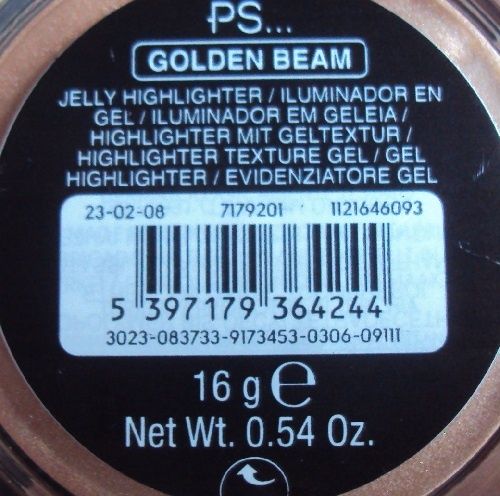 PS...
GOLDEN BEAM
JELLY HIGHLIGHTER / ILUMINADOR EN
GEL / ILUMINADOR EM GELEIA /
HIGHLIGHTER MIT GELTEXTUR /
HIGHLIGHTER TEXTURE GEL / GEL
HIGHLIGHTER / EVIDENZIATORE GEL
23-02-08 7179201 1121646093
5 397179 364244
3023-083733-9173453-0306-09111
16 g ℮
Net Wt. 0.54 Oz.